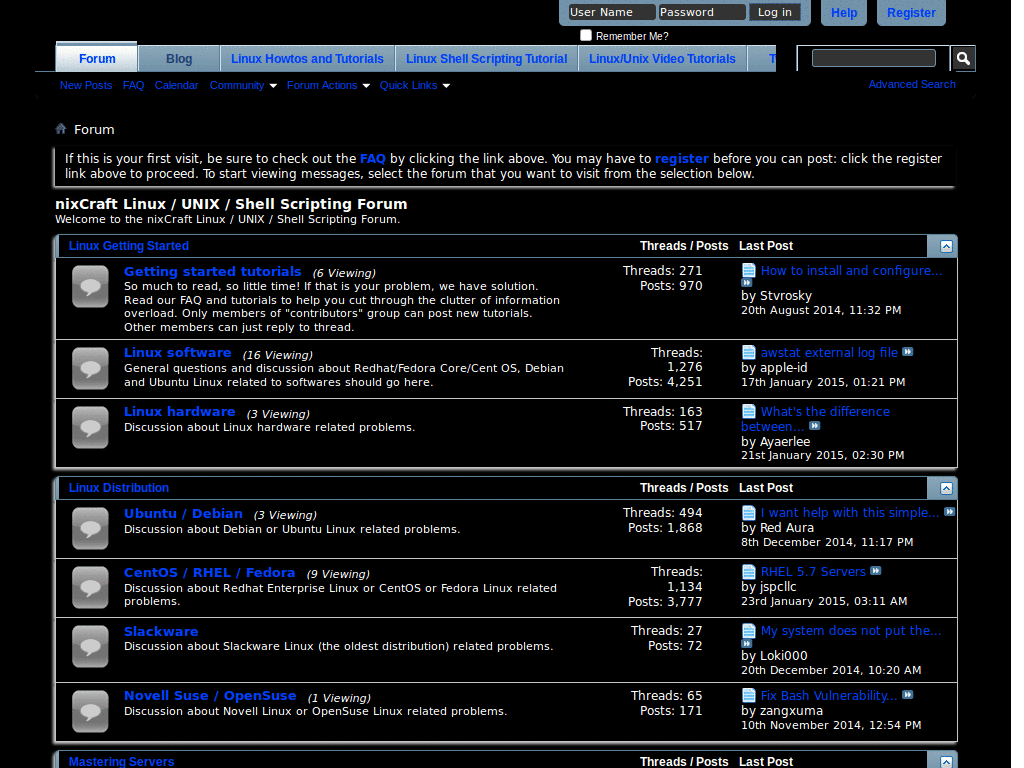 User Name Password Log in Help Register
Remember Me?
Forum Blog Linux Howtos and Tutorials Linux Shell Scripting Tutorial Linux/Unix Video Tutorials T
New Posts FAQ Calendar Community Forum Actions Quick Links Advanced Search
Forum
If this is your first visit, be sure to check out the FAQ by clicking the link above. You may have to register before you can post: click the register
link above to proceed. To start viewing messages, select the forum that you want to visit from the selection below.
nixCraft Linux / UNIX / Shell Scripting Forum
Welcome to the nixCraft Linux / UNIX / Shell Scripting Forum.
Linux Getting Started Threads / Posts Last Post
Getting started tutorials (6 Viewing)
So much to read, so little time! If that is your problem, we have solution.
Read our FAQ and tutorials to help you cut through the clutter of information
overload. Only members of "contributors" group can post new tutorials.
Other members can just reply to thread.
Threads: 271
Posts: 970
How to install and configure...
by Stvrosky
20th August 2014, 11:32 PM
Linux software (16 Viewing)
General questions and discussion about Redhat/Fedora Core/Cent OS, Debian
and Ubuntu Linux related to softwares should go here.
Threads:
1,276
Posts: 4,251
awstat external log file
by apple-id
17th January 2015, 01:21 PM
Linux hardware (3 Viewing)
Discussion about Linux hardware related problems.
Threads: 163
Posts: 517
What's the difference
between...
by Ayaerlee
21st January 2015, 02:30 PM
Linux Distribution Threads / Posts Last Post
Ubuntu / Debian (3 Viewing)
Discussion about Debian or Ubuntu Linux related problems.
Threads: 494
Posts: 1,868
I want help with this simple...
by Red Aura
8th December 2014, 11:17 PM
CentOS / RHEL / Fedora (9 Viewing)
Discussion about Redhat Enterprise Linux or CentOS or Fedora Linux related
problems.
Threads:
1,134
Posts: 3,777
RHEL 5.7 Servers
by jspcllc
23rd January 2015, 03:11 AM
Slackware
Discussion about Slackware Linux (the oldest distribution) related problems.
Threads: 27
Posts: 72
My system does not put the...
by Loki000
20th December 2014, 10:20 AM
Novell Suse / OpenSuse (1 Viewing)
Discussion about Novell Linux or OpenSuse Linux related problems.
Threads: 65
Posts: 171
Fix Bash Vulnerability...
by zangxuma
10th November 2014, 12:54 PM
Mastering Servers Threads / Posts Last Post